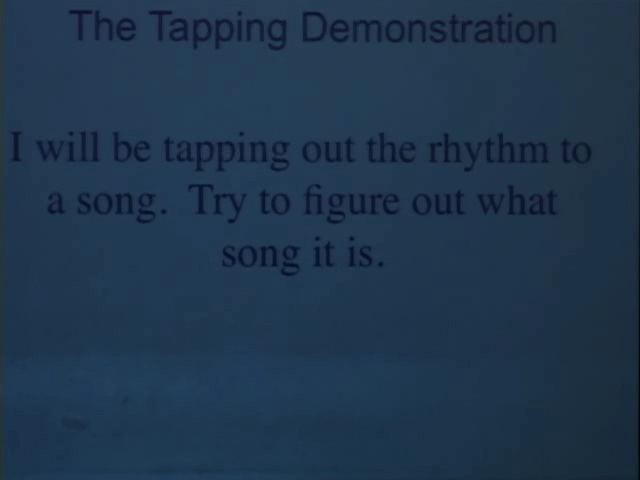 The Tapping Demonstration
I will be tapping out the rhythm to
a song. Try to figure out what
song it is.